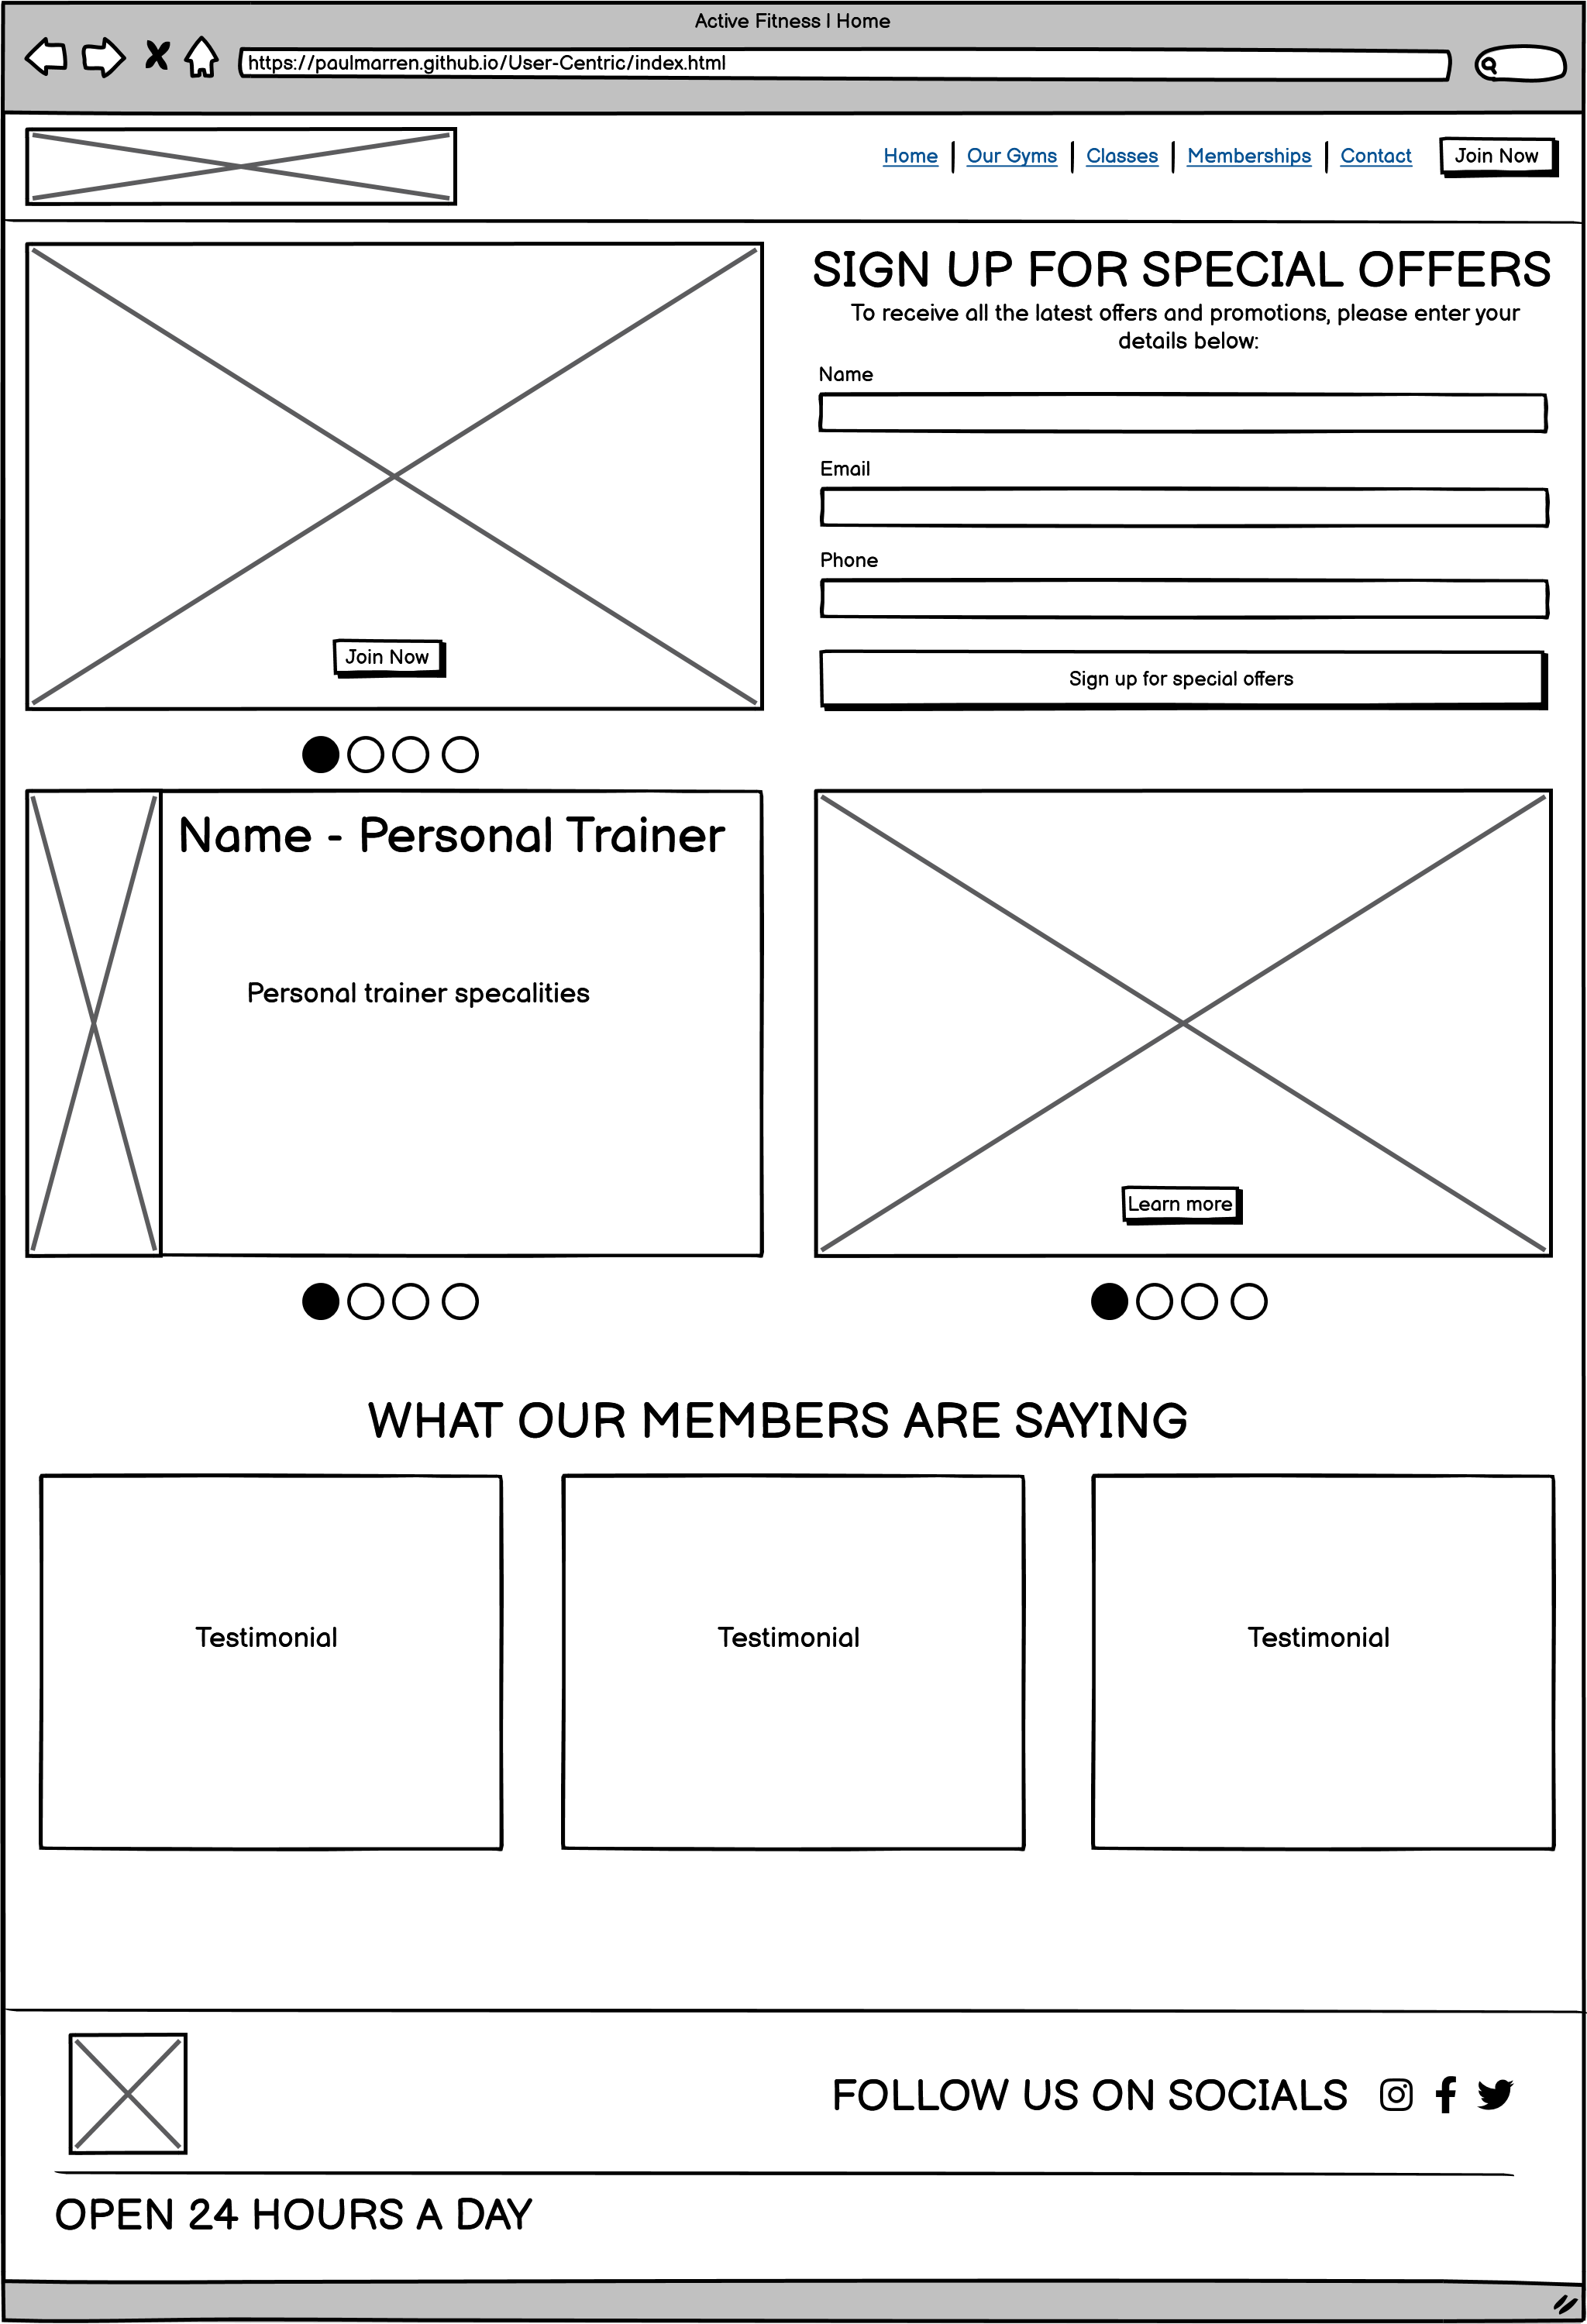 Active Fitness | Home
https://paulmarren.github.io/User-Centric/index.html
Home | Our Gyms | Classes | Memberships | Contact
Join Now
SIGN UP FOR SPECIAL OFFERS
To receive all the latest offers and promotions, please enter your
details below:
Name
Email
Phone
Join Now
Sign up for special offers
Name - Personal Trainer
Personal trainer specalities
Learn more
WHAT OUR MEMBERS ARE SAYING
Testimonial
Testimonial
Testimonial
FOLLOW US ON SOCIALS
OPEN 24 HOURS A DAY